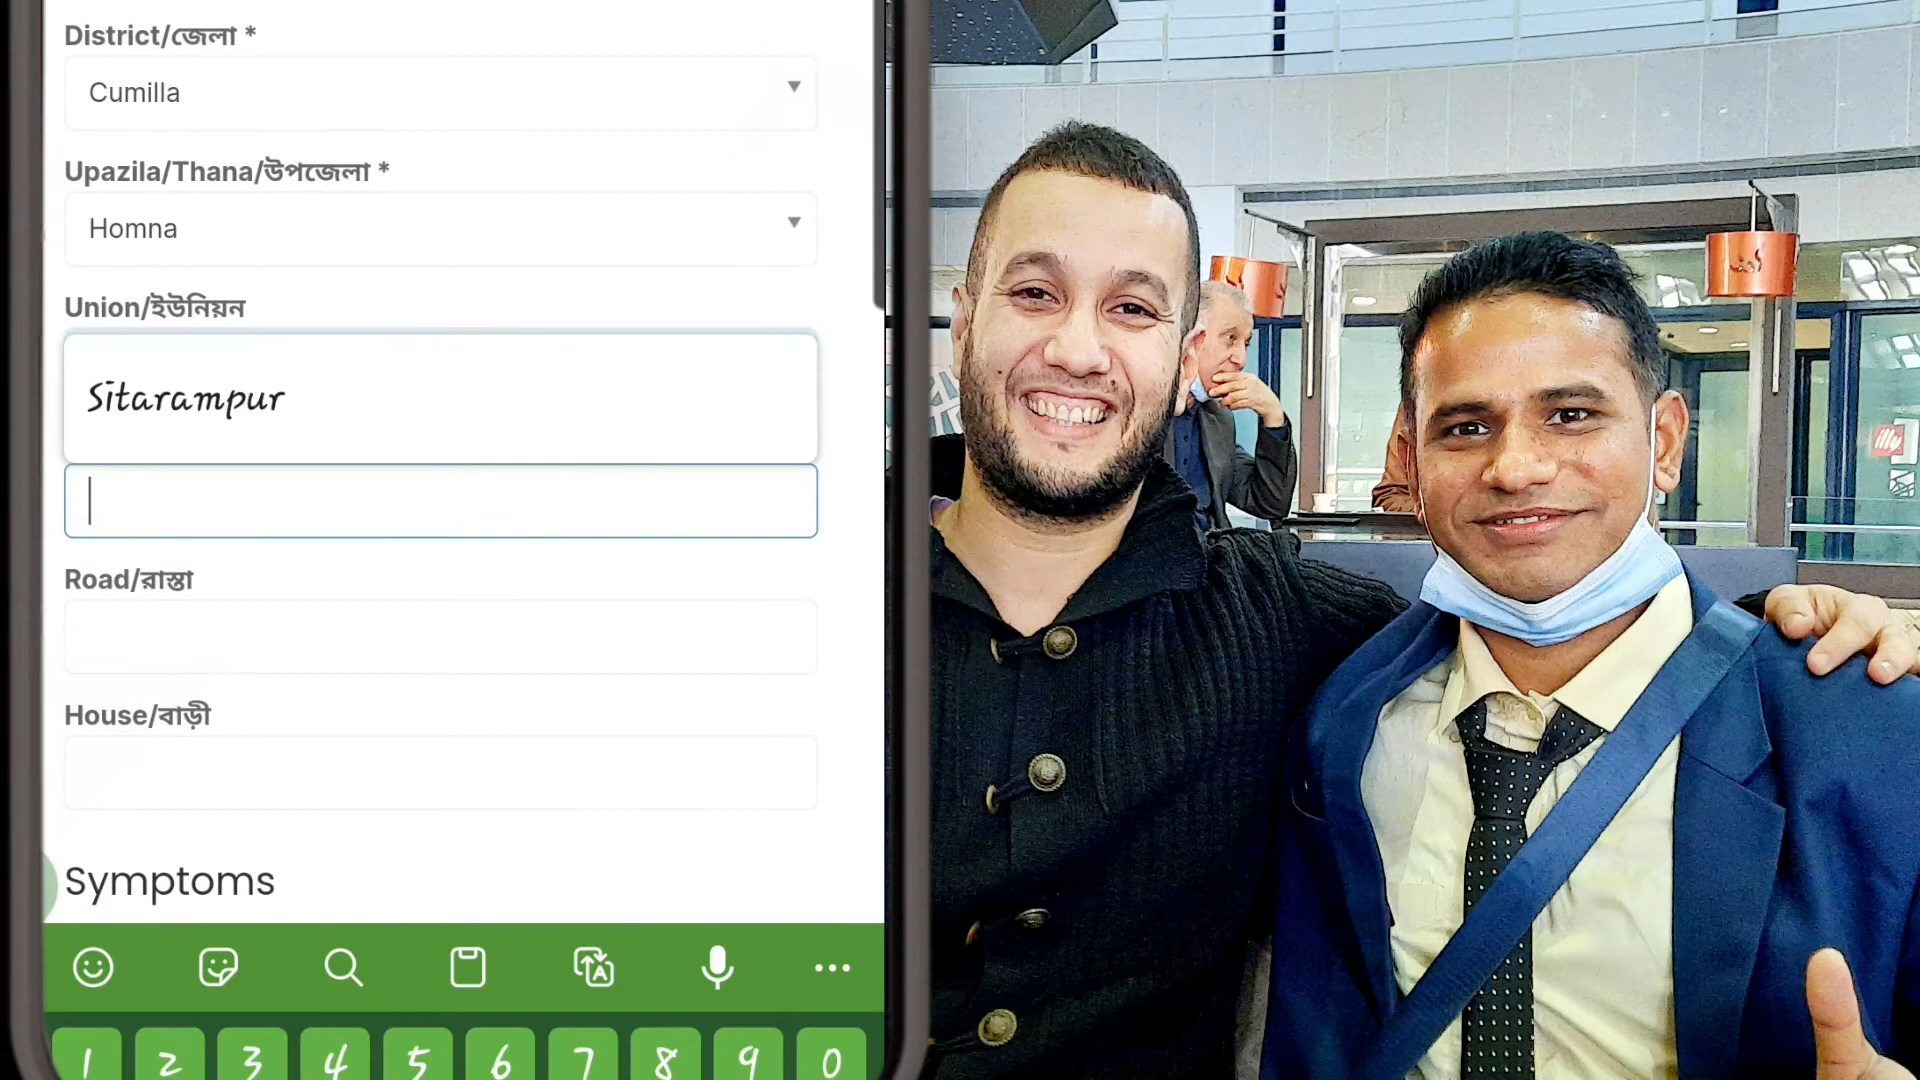 District/জেলা *
Cumilla
Upazila/Thana/উপজেলা *
Homna
Union/ইউনিয়ন
Sitarampur
Road/রাস্তা
House/বাড়ী
Symptoms
1 2 3 4 5 6 7 8 9 0
illy